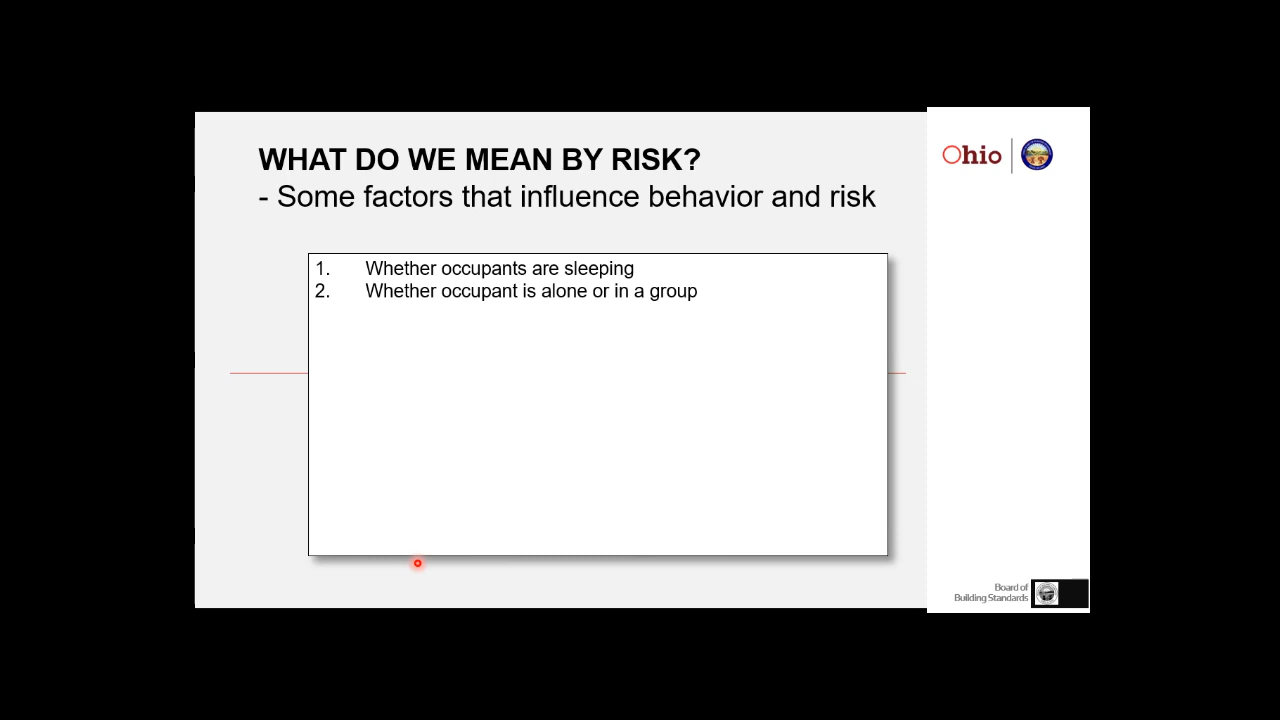 WHAT DO WE MEAN BY RISK?
- Some factors that influence behavior and risk
1. Whether occupants are sleeping
2. Whether occupant is alone or in a group
Ohio
Board of
Building Standards